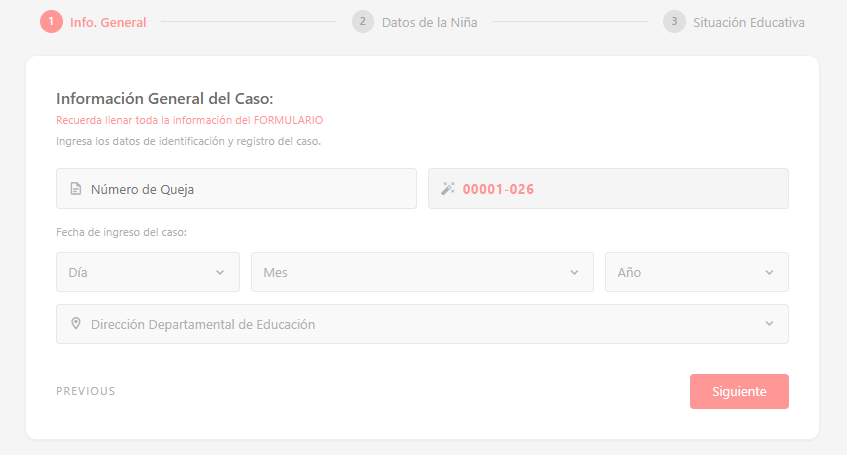 1 Info. General 2 Datos de la Niña 3 Situación Educativa
Información General del Caso:
Recuerda llenar toda la información del FORMULARIO
Ingresa los datos de identificación y registro del caso.
Número de Queja 00001-026
Fecha de ingreso del caso:
Día Mes Año
Dirección Departamental de Educación
PREVIOUS Siguiente